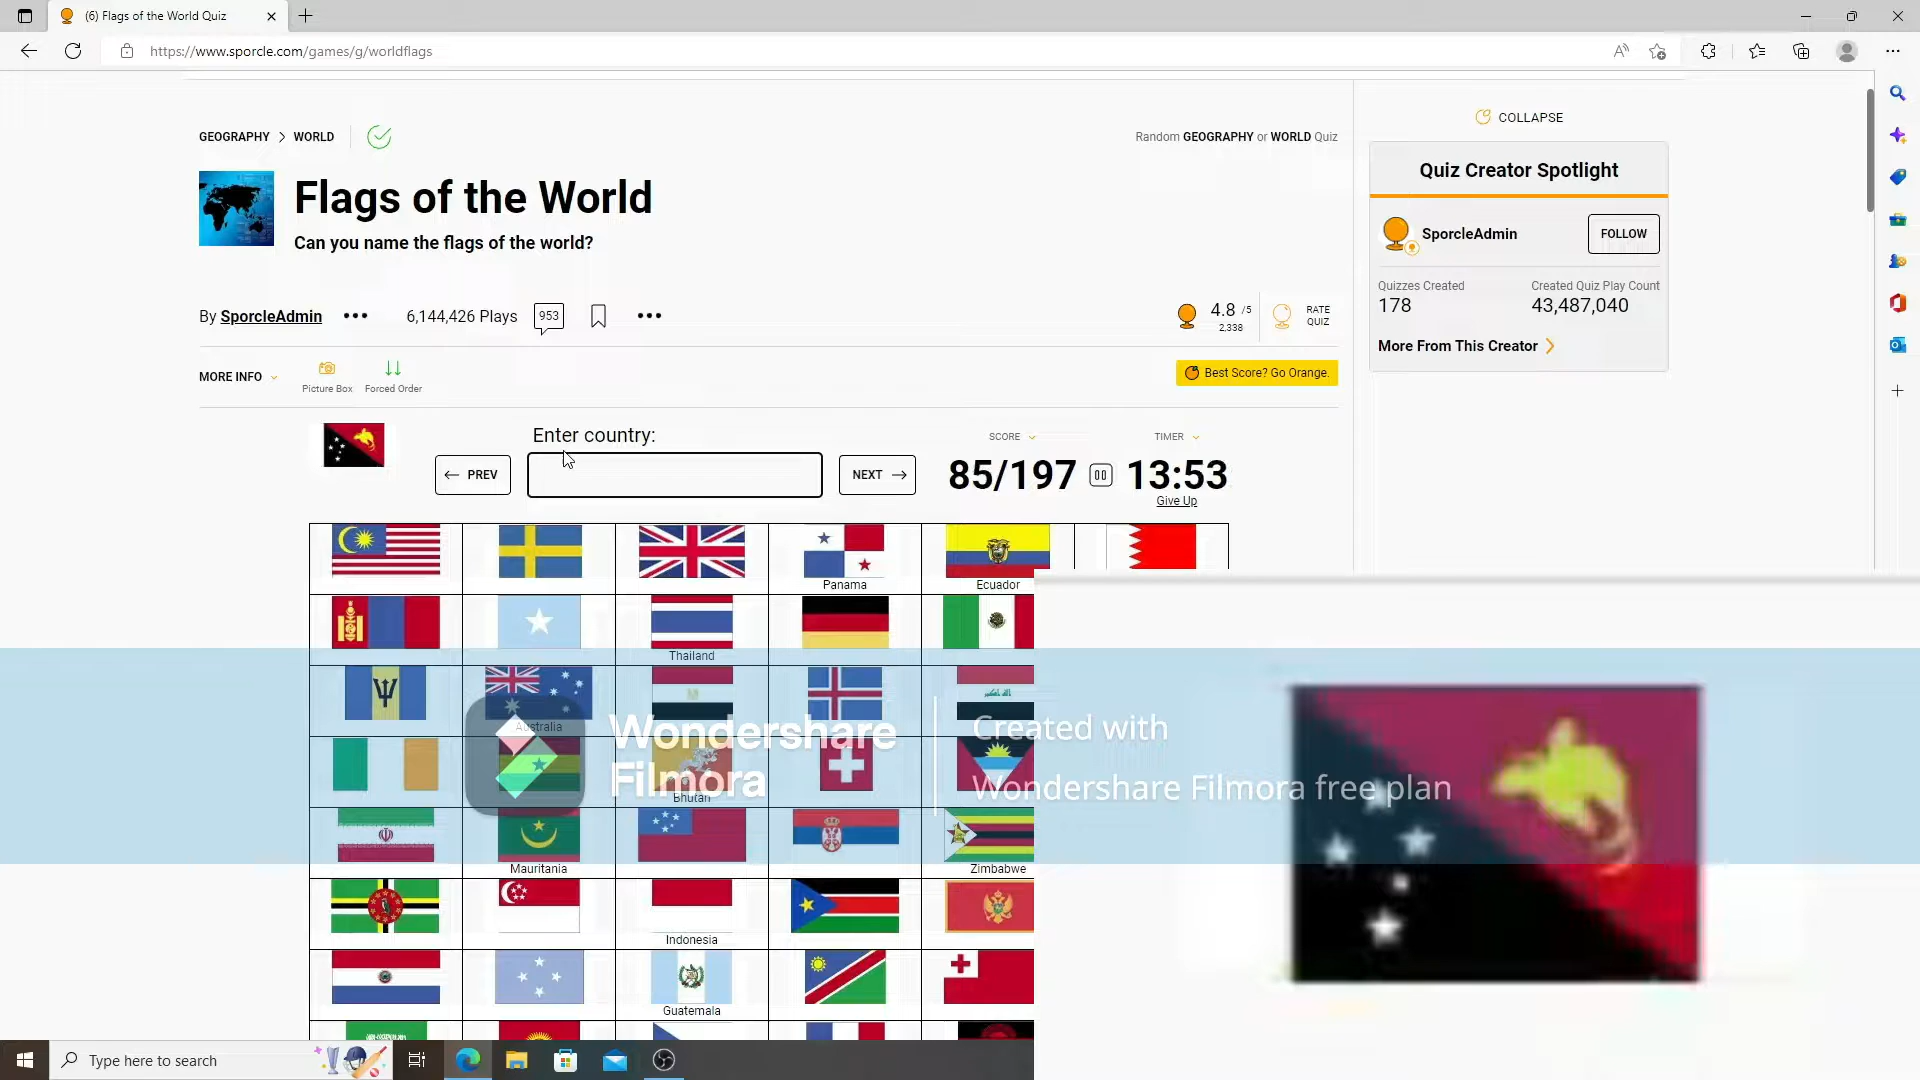 (6) Flags of the World Quiz
https://www.sporcle.com/games/g/worldflags
GEOGRAPHY > WORLD
Random GEOGRAPHY or WORLD Quiz
COLLAPSE
Quiz Creator Spotlight
SporcleAdmin
FOLLOW
Quizzes Created
178
Created Quiz Play Count
43,487,040
More From This Creator
Flags of the World
Can you name the flags of the world?
By SporcleAdmin
6,144,426 Plays
953
4.8 /5
2,338
RATE
QUIZ
MORE INFO
Picture Box
Forced Order
Best Score? Go Orange.
Enter country:
PREV
NEXT
SCORE
85/197
TIMER
13:53
Give Up
Panama
Ecuador
Thailand
Australia
Bhutan
Mauritania
Zimbabwe
Indonesia
Guatemala
Wondershare
Filmora
Created with
Wondershare Filmora free plan
Type here to search